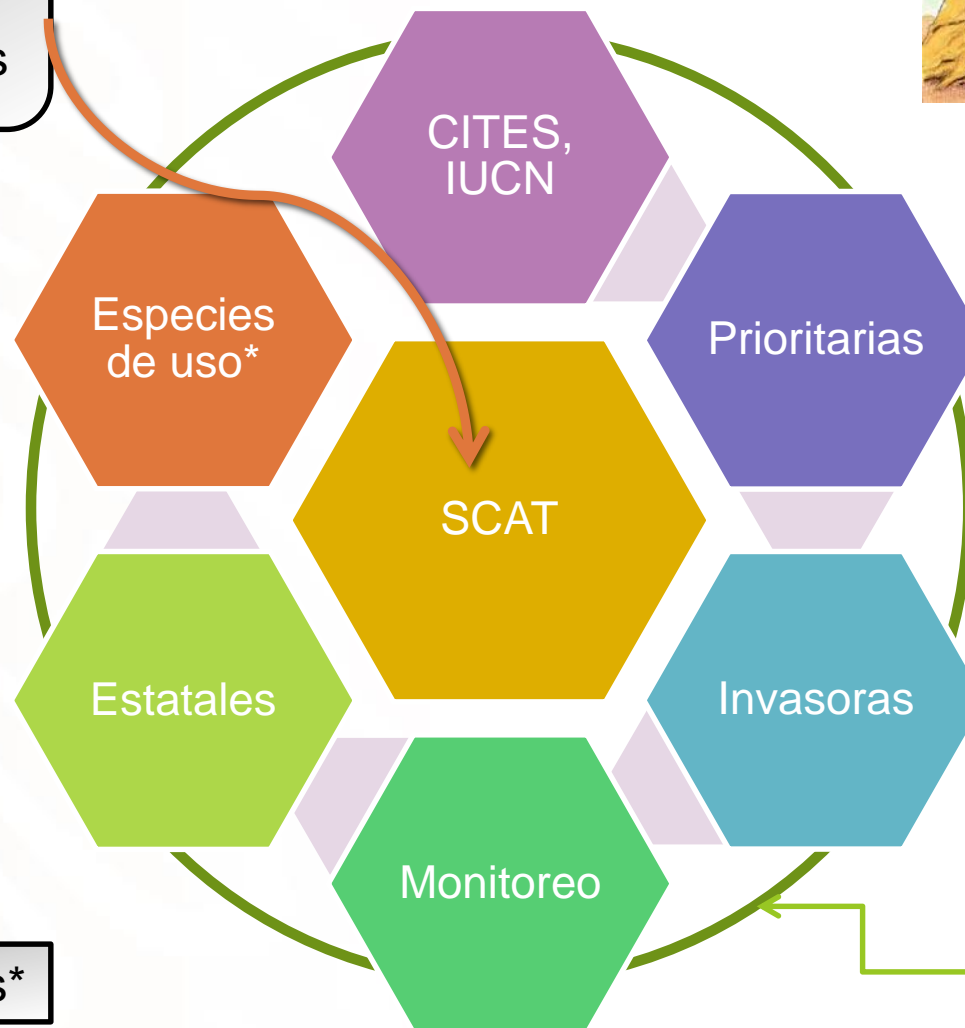 s
CITES,
IUCN
Especies
de uso*
Prioritarias
SCAT
Estatales
Invasoras
Monitoreo
s*